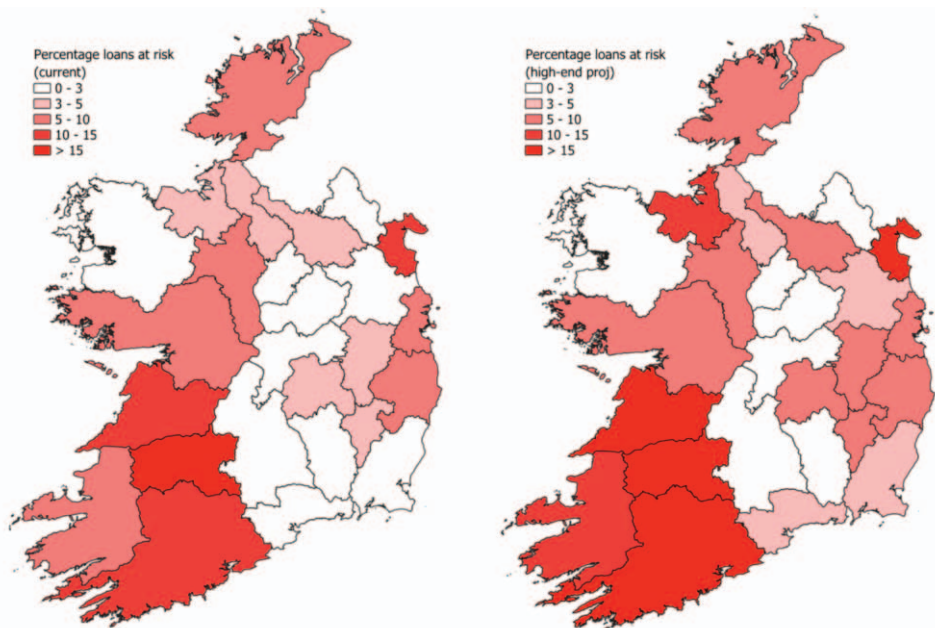 Percentage loans at risk
(current)
0 - 3
3 - 5
5 - 10
10 - 15
> 15
Percentage loans at risk
(high-end proj)
0 - 3
3 - 5
5 - 10
10 - 15
> 15